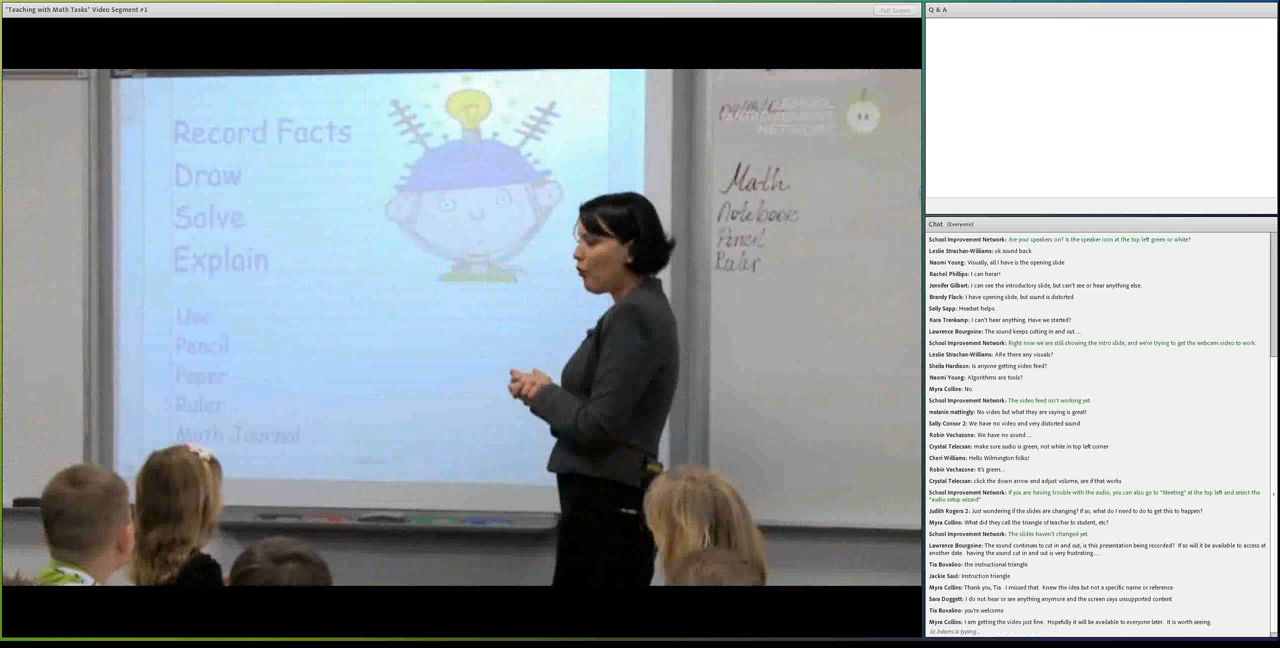 "Teaching with Math Tasks" Video Segment #1
Full Screen
Record Facts
Draw
Solve
Explain
Use:
Pencil
Paper
Ruler
Math Journal
SCHOOL
IMPROVEMENT
NETWORK
Math
Notebook
Pencil
Ruler
Q & A
Chat (Everyone)
School Improvement Network: Are your speakers on? Is the speaker icon at the top left green or white?
Leslie Strachan-Williams: ok sound back
Naomi Young: Visually, all I have is the opening slide
Rachel Phillips: I can herar!
Jennifer Gilbert: I can see the introductory slide, but can't see or hear anything else.
Brandy Flack: I have opening slide, but sound is distorted
Sally Sapp: Headset helps.
Kara Trenkamp: I can't hear anything. Have we started?
Lawrence Bourgoine: The sound keeps cutting in and out.....
School Improvement Network: Right now we are still showing the intro slide, and we're trying to get the webcam video to work.
Leslie Strachan-Williams: ARe there any visuals?
Sheila Hardison: Is anyone getting video feed?
Naomi Young: Algorithms are tools?
Myra Collins: No.
School Improvement Network: The video feed isn't working yet.
melanie mattingly: No video but what they are saying is great!
Sally Connor 2: We have no video and very distorted sound
Robin Vechazone: We have no sound....
Crystal Telecsan: make sure audio is green, not white in top left corner
Cheri Williams: Hello Wilmington folks!
Robin Vechazone: It's green...
Crystal Telecsan: click the down arrow and adjust volume, see if that works
School Improvement Network: If you are having trouble with the audio, you can also go to "Meeting" at the top left and select the
"audio setup wizard"
Judith Rogers 2: Just wondering if the slides are changing? If so, what do I need to do to get this to happen?
Myra Collins: What did they call the triangle of teacher to student, etc?
School Improvement Network: The slides haven't changed yet.
Lawrence Bourgoine: The sound continues to cut in and out, is this presentation being recorded? If so will it be available to access at
another date. having the sound cut in and out is very frustrating.....
Tia Bovalino: the instructional triangle
Jackie Saul: Instruction triangle
Myra Collins: Thank you, Tia. I missed that. Knew the idea but not a specific name or reference
Sara Doggett: I do not hear or see anything anymore and the screen says unsupported content
Tia Bovalino: you're welcome
Myra Collins: I am getting the video just fine. Hopefully it will be available to everyone later. It is worth seeing.
Jo Adams is typing...